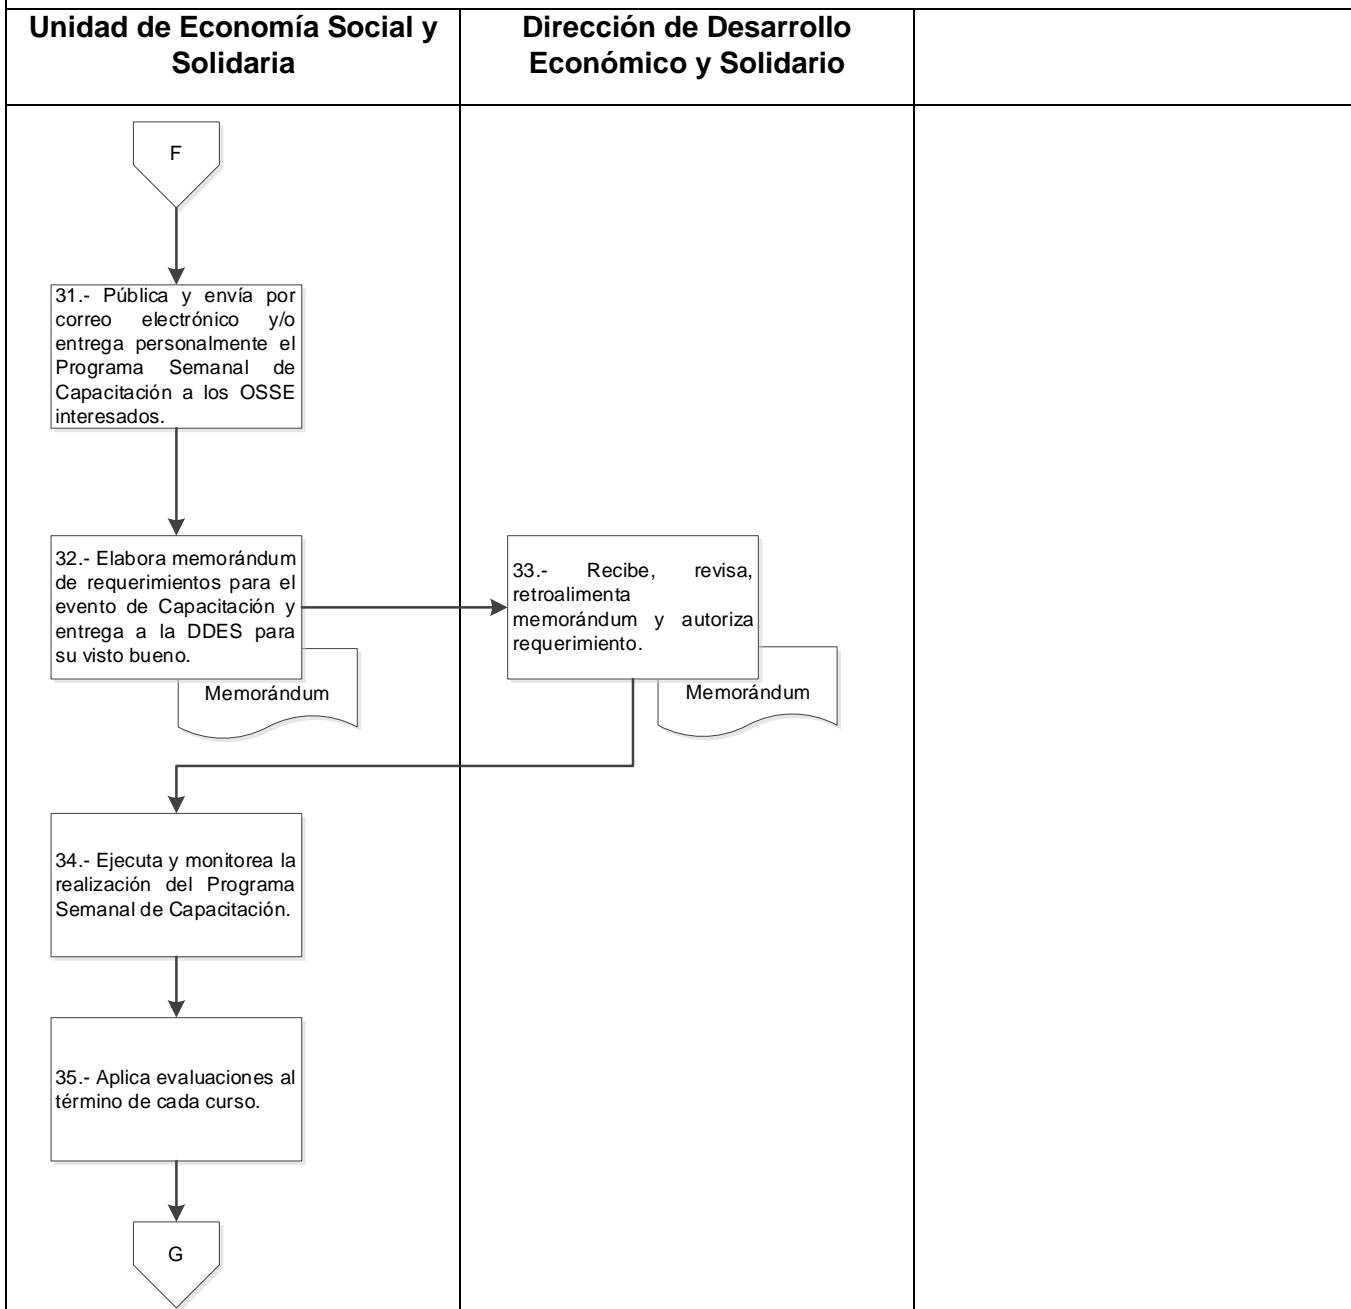 Unidad de Economía Social y
Solidaria
Dirección de Desarrollo
Económico y Solidario
F
31.- Pública y envía por
correo electrónico y/o
entrega personalmente el
Programa Semanal de
Capacitación a los OSSE
interesados.
32.- Elabora memorándum
de requerimientos para el
evento de Capacitación y
entrega a la DDES para
su visto bueno.
Memorándum
33.- Recibe, revisa,
retroalimenta
memorándum y autoriza
requerimiento.
Memorándum
34.- Ejecuta y monitorea la
realización del Programa
Semanal de Capacitación.
35.- Aplica evaluaciones al
término de cada curso.
G